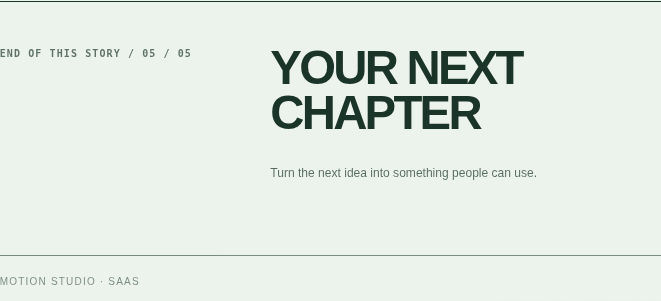 END OF THIS STORY / 05 / 05
YOUR NEXT
CHAPTER
Turn the next idea into something people can use.
MOTION STUDIO · SAAS